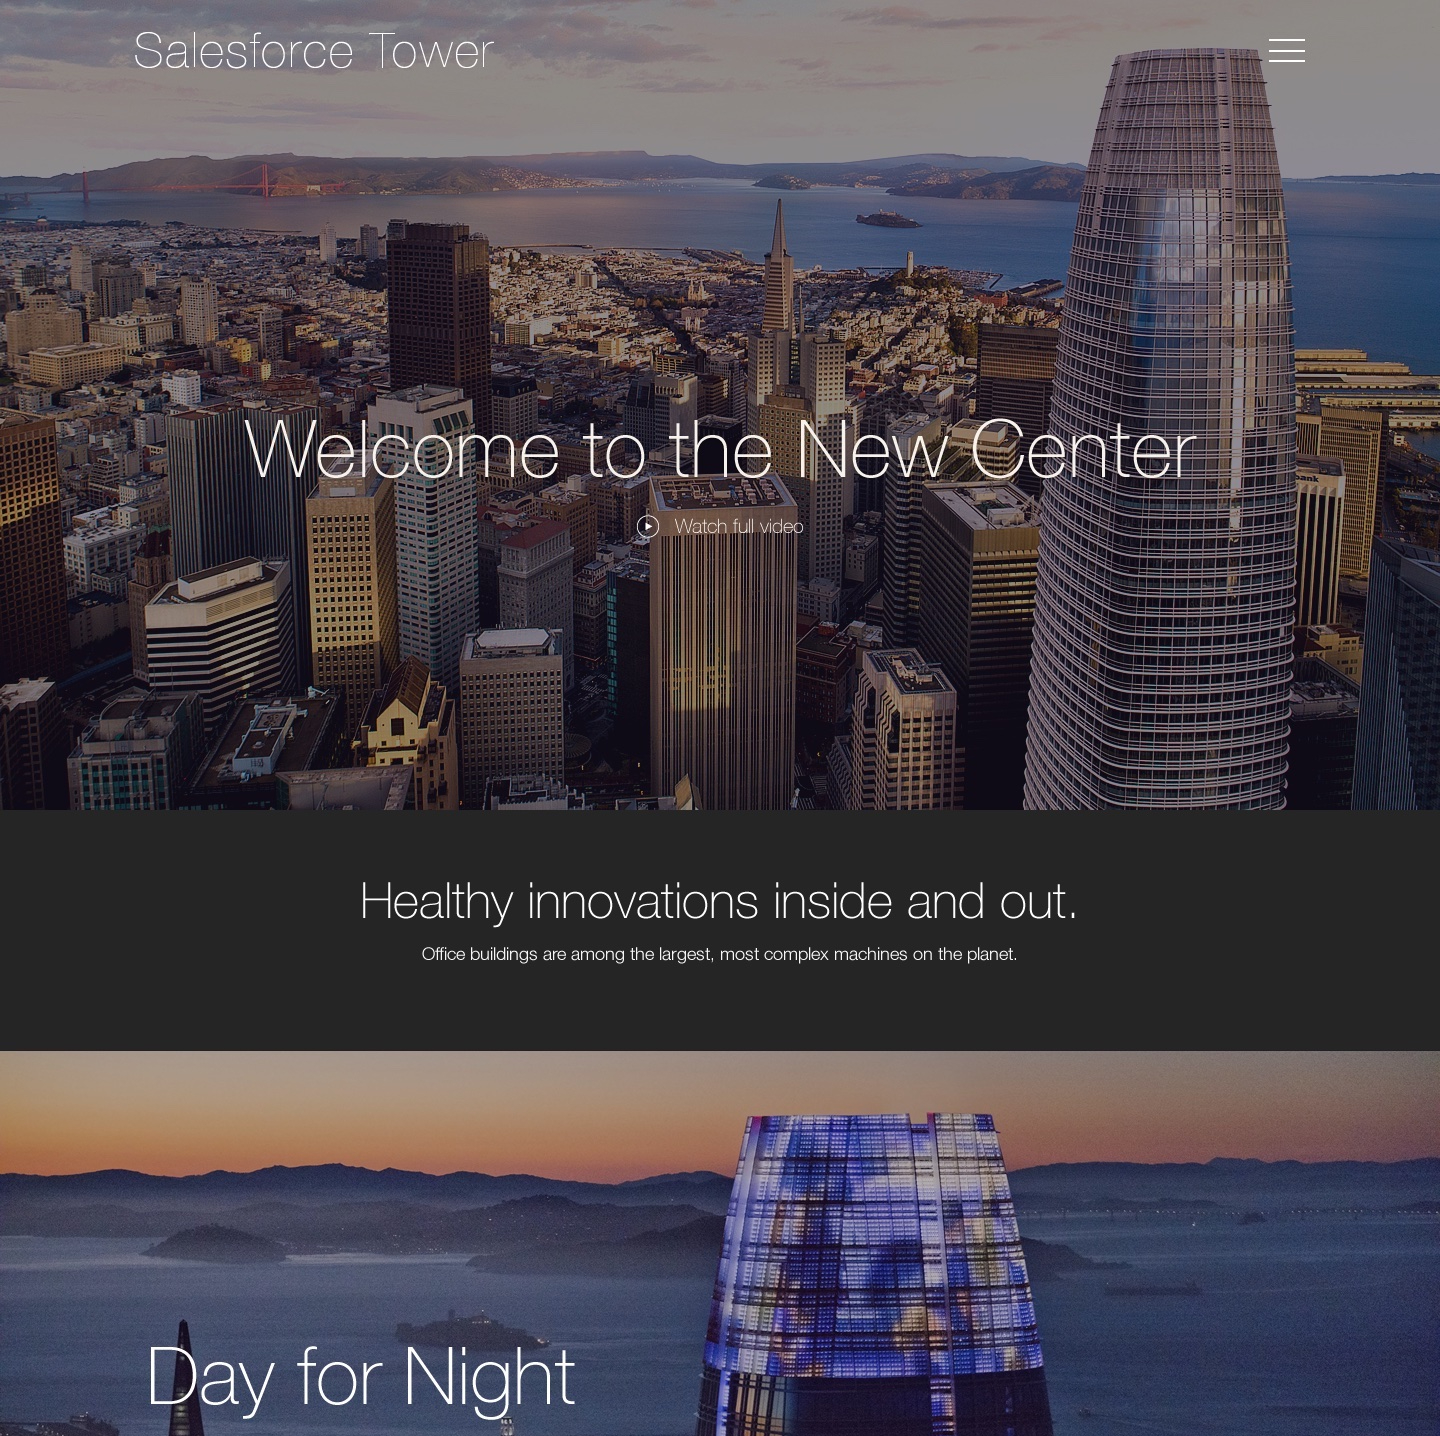 Salesforce Tower
Welcome to the New Center
Watch full video
Healthy innovations inside and out.
Office buildings are among the largest, most complex machines on the planet.
Day for Night